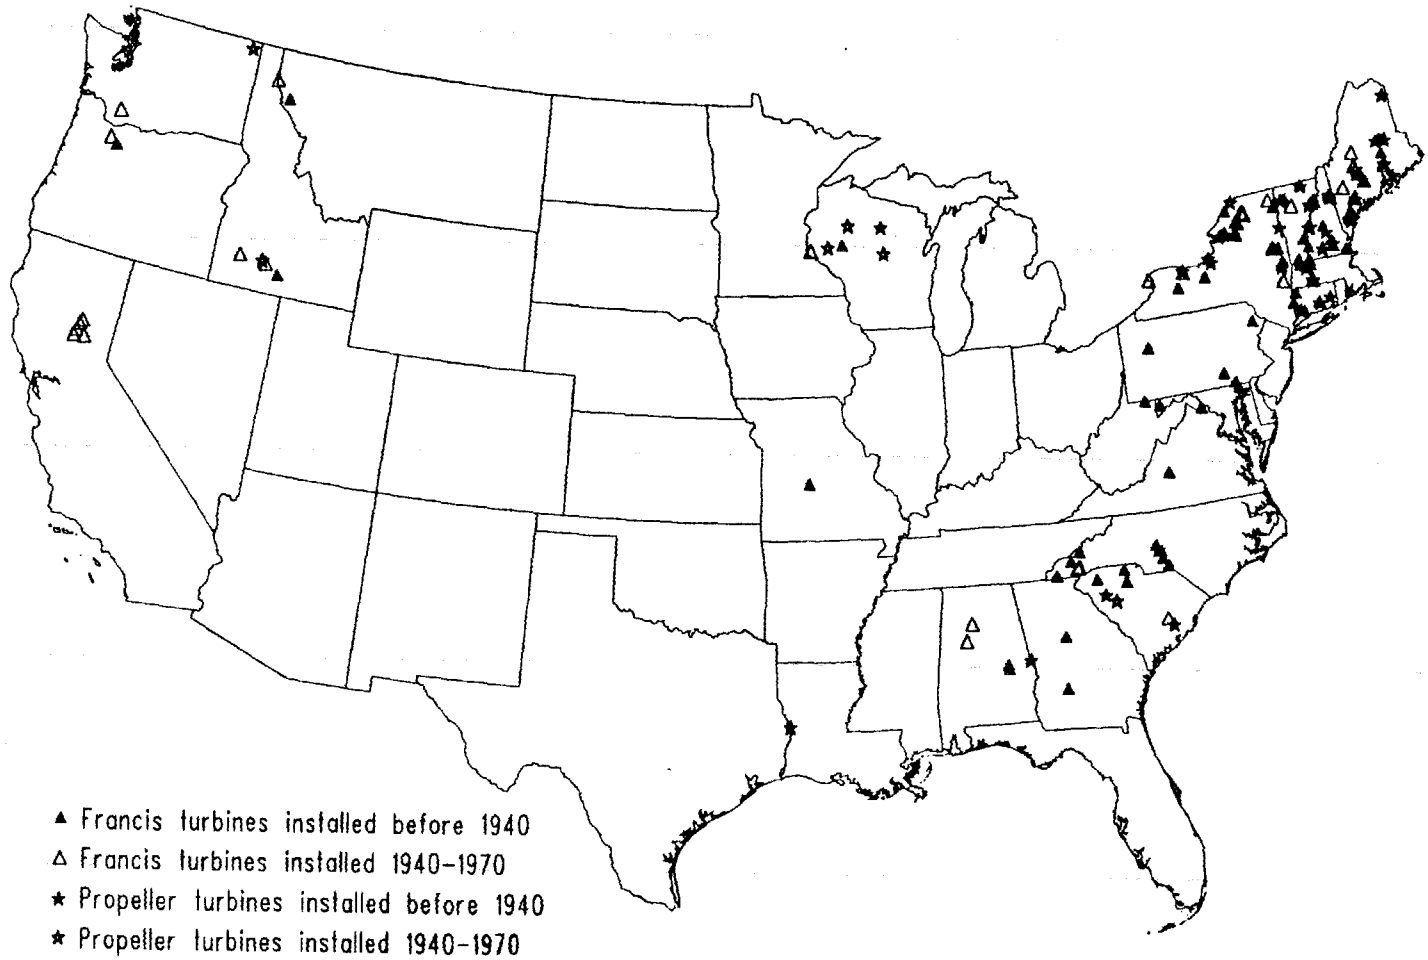 ▲ Francis turbines installed before 1940
△ Francis turbines installed 1940-1970
★ Propeller turbines installed before 1940
★ Propeller turbines installed 1940-1970